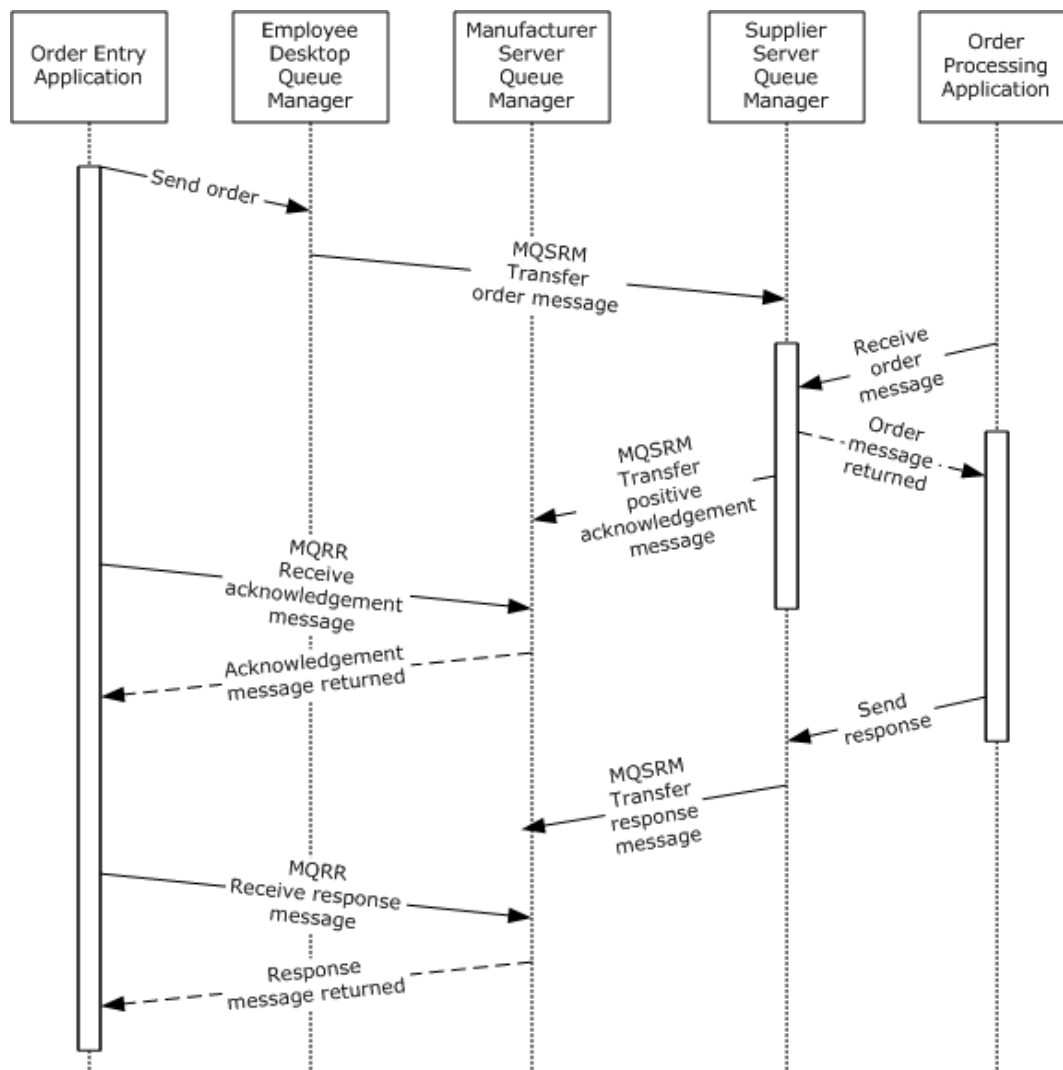 Order Entry
Application
Employee
Desktop
Queue
Manager
Manufacturer
Server
Queue
Manager
Supplier
Server
Queue
Manager
Order
Processing
Application
Send order
MQSRM
Transfer
order message
Receive
order
message
Order
message
returned
MQSRM
Transfer
positive
acknowledgement
message
MQRR
Receive
acknowledgement
message
Acknowledgement
message returned
Send
response
MQSRM
Transfer
response
message
MQRR
Receive response
message
Response
message returned